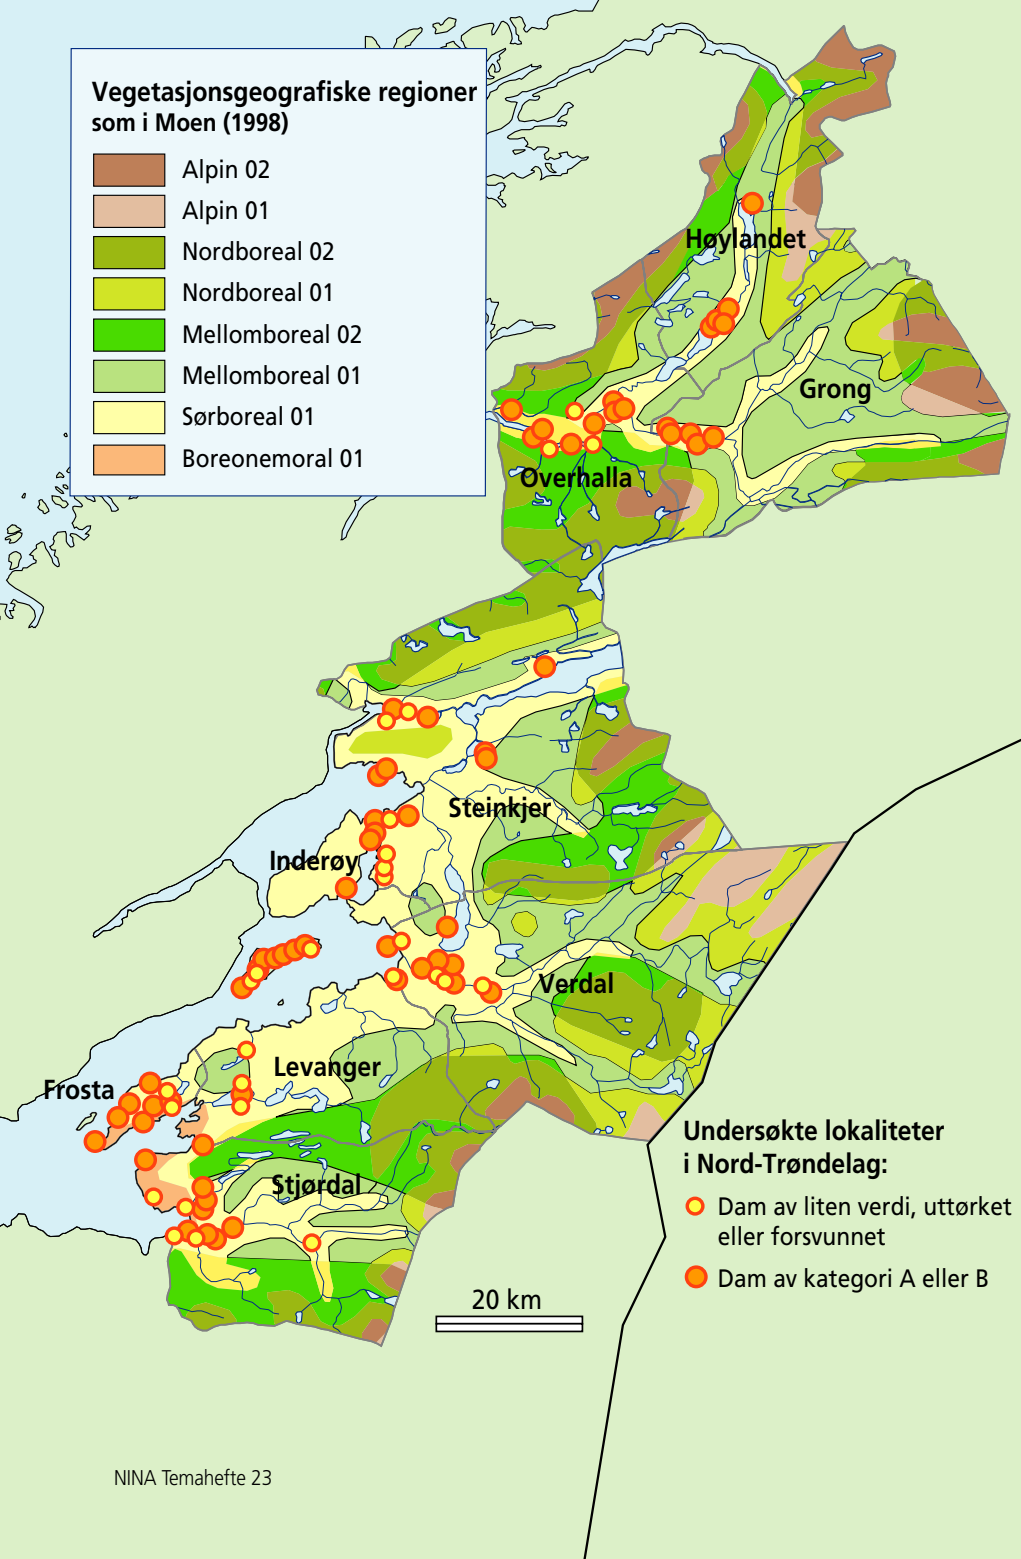 Vegetasjonsgeografiske regioner
som i Moen (1998)
Alpin 02
Alpin 01
Nordboreal 02
Nordboreal 01
Mellomboreal 02
Mellomboreal 01
Sørboreal 01
Boreonemoral 01
Høylandet
Grong
Overhalla
Steinkjer
Inderøy
Verdal
Levanger
Frosta
Stjørdal
Undersøkte lokaliteter
i Nord-Trøndelag:
Dam av liten verdi, uttørket
eller forsvunnet
Dam av kategori A eller B
20 km
NINA Temahefte 23